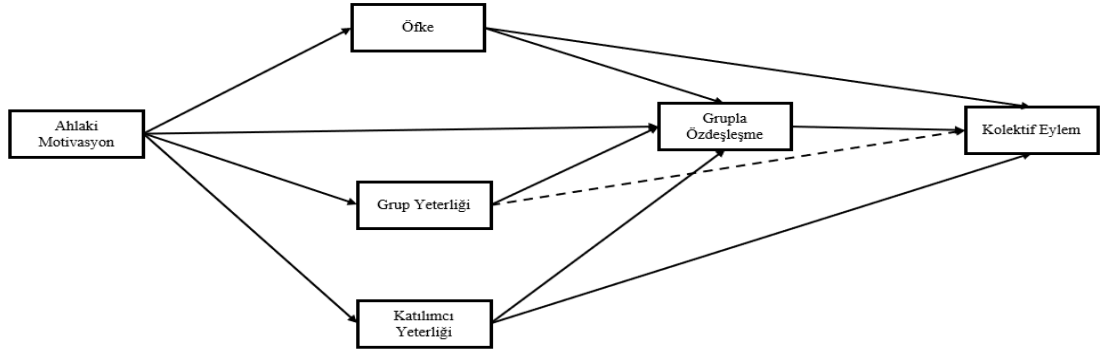 Öfke
Ahlaki
Motivasyon
Grupla
Özdeşleşme
Kolektif Eylem
Grup Yeterliği
Katılımcı
Yeterliği